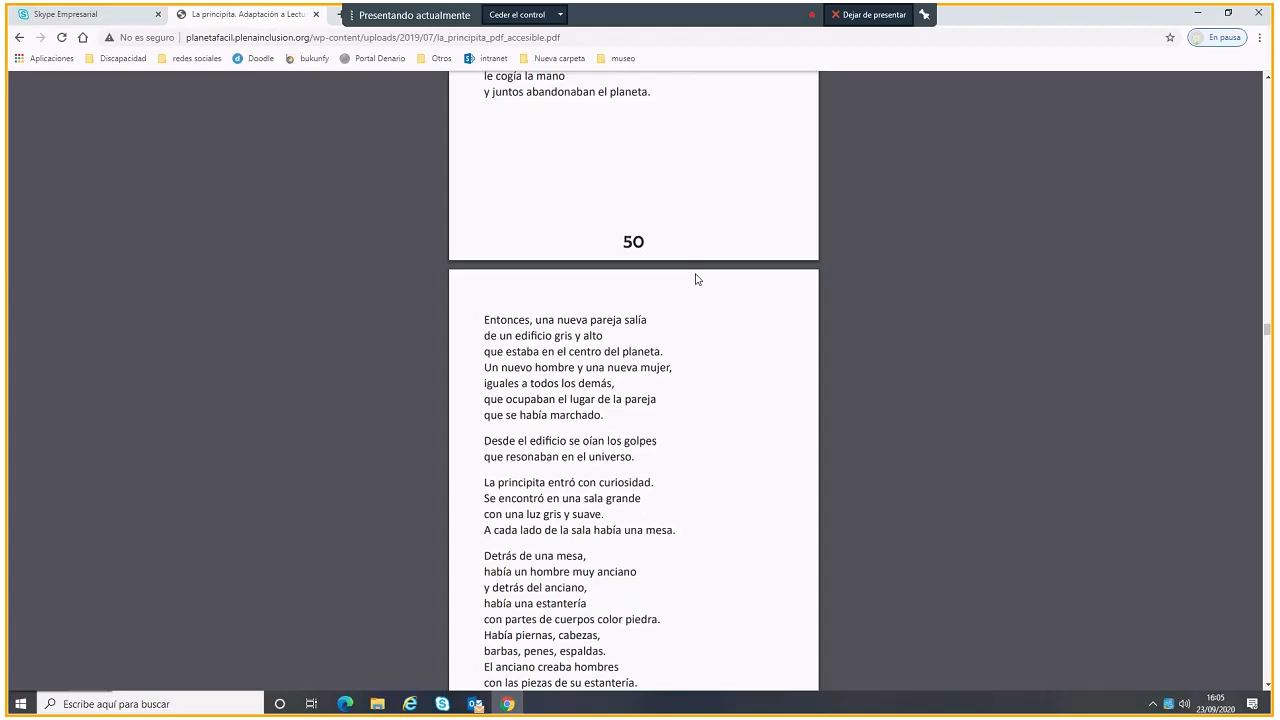 Skype Empresarial
La principita. Adaptación a Lectu
Presentando actualmente
Ceder el control
Dejar de presentar
No es seguro
planetafacil.plenainclusion.org/wp-content/uploads/2019/07/la_principita_pdf_accesible.pdf
En pausa
Aplicaciones
Discapacidad
redes sociales
Doodle
bukunfy
Portal Denario
Otros
intranet
Nueva carpeta
museo
le cogía la mano
y juntos abandonaban el planeta.
50
Entonces, una nueva pareja salía
de un edificio gris y alto
que estaba en el centro del planeta.
Un nuevo hombre y una nueva mujer,
iguales a todos los demás,
que ocupaban el lugar de la pareja
que se había marchado.
Desde el edificio se oían los golpes
que resonaban en el universo.
La principita entró con curiosidad.
Se encontró en una sala grande
con una luz gris y suave.
A cada lado de la sala había una mesa.
Detrás de una mesa,
había un hombre muy anciano
y detrás del anciano,
había una estantería
con partes de cuerpos color piedra.
Había piernas, cabezas,
barbas, penes, espaldas.
El anciano creaba hombres
con las piezas de su estantería.
Escribe aquí para buscar
16:05
23/09/2020